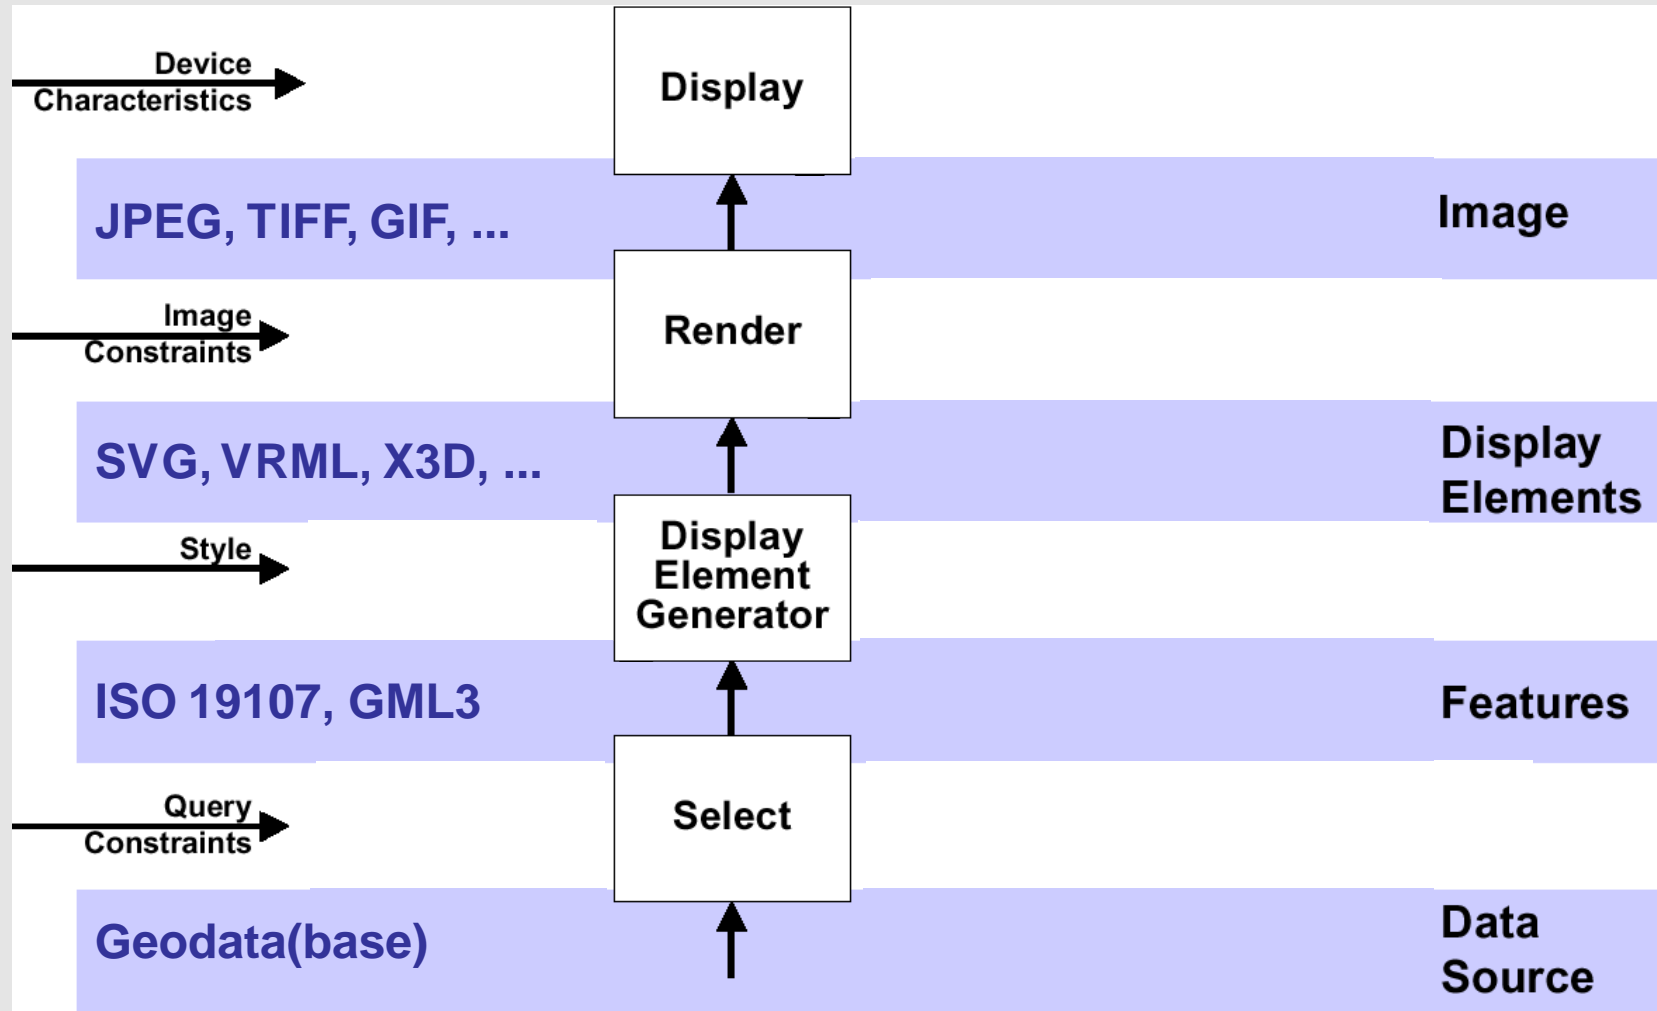 Device
Characteristics
Display
JPEG, TIFF, GIF, ...
Image
Image
Constraints
Render
SVG, VRML, X3D, ...
Display
Elements
Style
Display
Element
Generator
ISO 19107, GML3
Features
Query
Constraints
Select
Geodata(base)
Data
Source